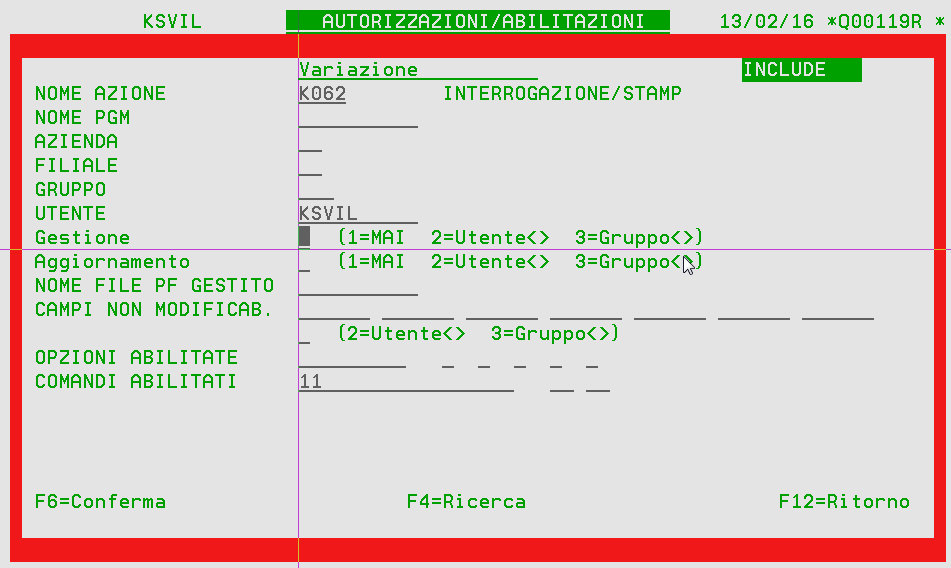 KSVIL AUTORIZZAZIONI/ABILITAZIONI 13/02/16 *Q00119R *
Variazione INCLUDE
NOME AZIONE K062 INTERROGAZIONE/STAMP
NOME PGM
AZIENDA
FILIALE
GRUPPO
UTENTE KSVIL
Gestione (1=MAI 2=Utente<> 3=Gruppo<>)
Aggiornamento (1=MAI 2=Utente<> 3=Gruppo<>)
NOME FILE PF GESTITO
CAMPI NON MODIFICAB.
(2=Utente<> 3=Gruppo<>)
OPZIONI ABILITATE
COMANDI ABILITATI 11
F6=Conferma F4=Ricerca F12=Ritorno